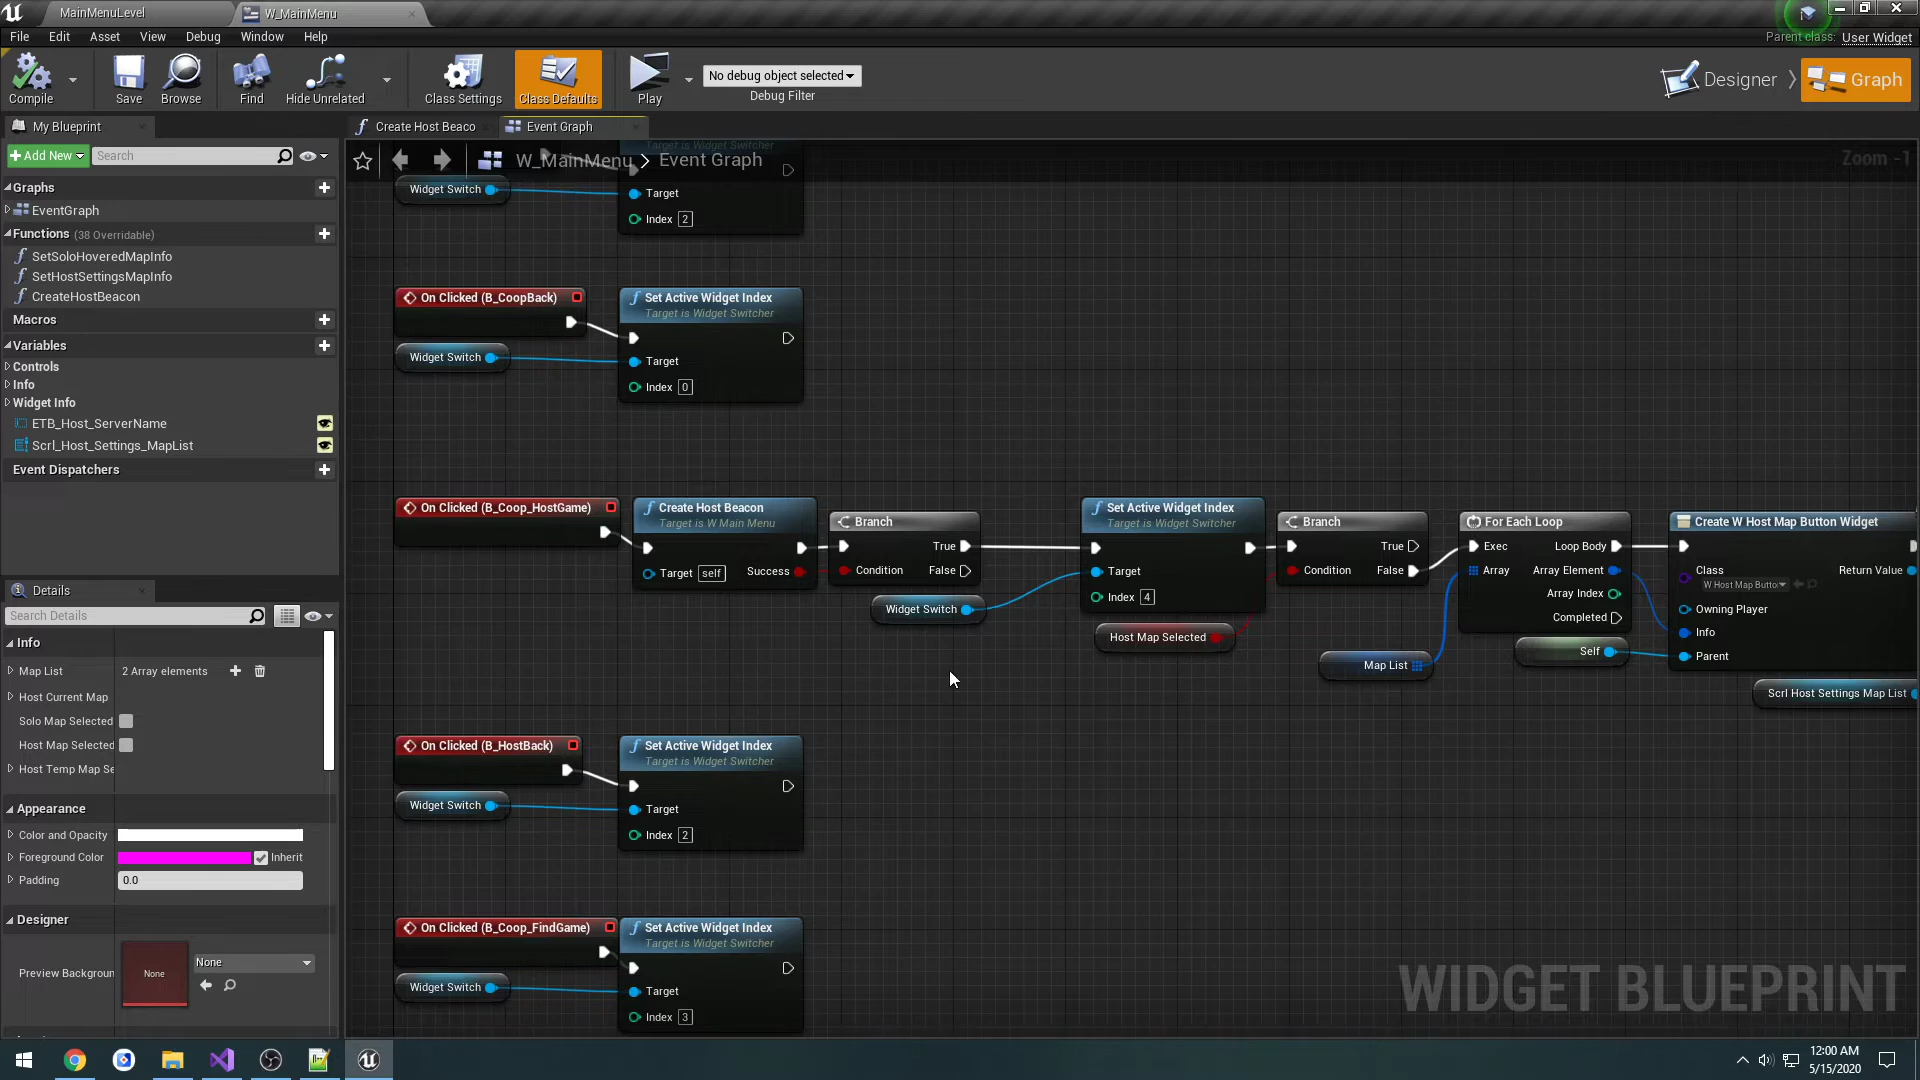 MainMenuLevel
W_MainMenu
File Edit Asset View Debug Window Help
Parent class: User Widget
Compile
Save
Browse
Find
Hide Unrelated
Class Settings
Class Defaults
Play
No debug object selected
Debug Filter
Designer
Graph
My Blueprint
Create Host Beaco
Event Graph
Add New
Search
W_MainMenu > Event Graph
Zoom -1
Graphs
EventGraph
Functions (38 Overridable)
SetSoloHoveredMapInfo
SetHostSettingsMapInfo
CreateHostBeacon
Macros
Variables
Controls
Info
Widget Info
ETB_Host_ServerName
Scrl_Host_Settings_MapList
Event Dispatchers
Details
Search Details
Info
Map List 2 Array elements
Host Current Map
Solo Map Selected
Host Map Selected
Host Temp Map Se
Appearance
Color and Opacity
Foreground Color Inherit
Padding 0.0
Designer
Preview Backgroun
None
None
Target is Widget Switcher
Widget Switch
Target
Index 2
On Clicked (B_CoopBack)
Set Active Widget Index
Target is Widget Switcher
Widget Switch
Target
Index 0
On Clicked (B_Coop_HostGame)
Create Host Beacon
Target is W Main Menu
Target self
Success
Branch
True
Condition False
Widget Switch
Set Active Widget Index
Target is Widget Switcher
Target
Index 4
Host Map Selected
Branch
True
Condition False
Map List
For Each Loop
Exec Loop Body
Array Array Element
Array Index
Completed
Self
Create W Host Map Button Widget
Class Return Value
W Host Map Butto
Owning Player
Info
Parent
Scrl Host Settings Map List
On Clicked (B_HostBack)
Set Active Widget Index
Target is Widget Switcher
Widget Switch
Target
Index 2
On Clicked (B_Coop_FindGame)
Set Active Widget Index
Target is Widget Switcher
Widget Switch
Target
Index 3
WIDGET BLUEPRINT
12:00 AM
5/15/2020